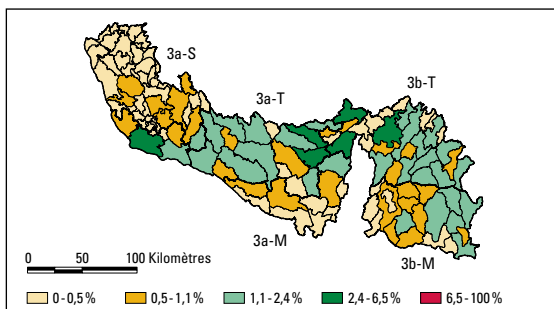 3a-S
3a-T
3b-T
3a-M
3b-M
0 50 100 Kilomètres
0 - 0,5 % 0,5 - 1,1 % 1,1 - 2,4 % 2,4 - 6,5 % 6,5 - 100 %